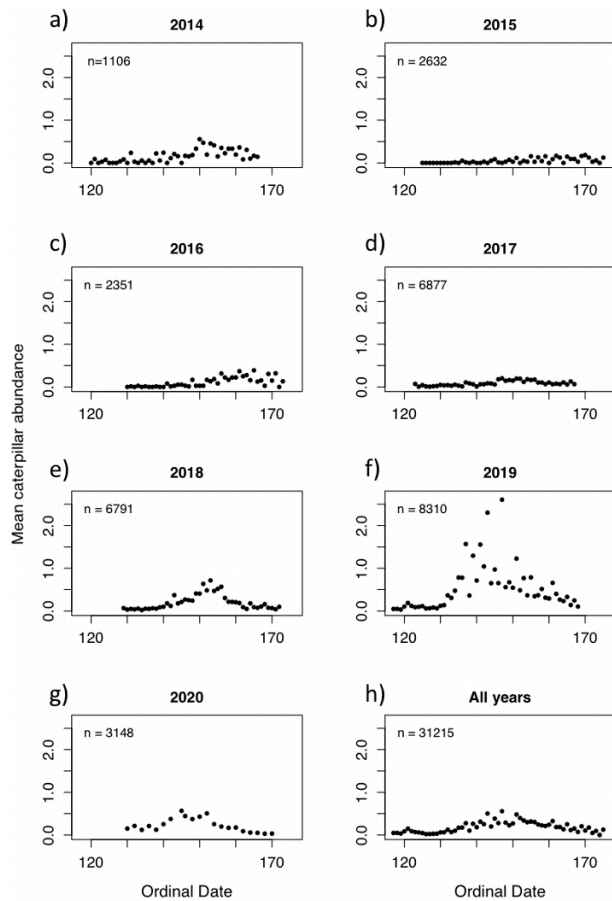 a)
2014
b)
2015
n=1106
n = 2632
0.0 1.0 2.0
0.0 1.0 2.0
120 170
120 170
c)
2016
d)
2017
n = 2351
n = 6877
0.0 1.0 2.0
0.0 1.0 2.0
120 170
120 170
Mean caterpillar abundance
e)
2018
f)
2019
n = 6791
n = 8310
0.0 1.0 2.0
0.0 1.0 2.0
120 170
120 170
g)
2020
h)
All years
n = 3148
n = 31215
0.0 1.0 2.0
0.0 1.0 2.0
120 170
120 170
Ordinal Date
Ordinal Date